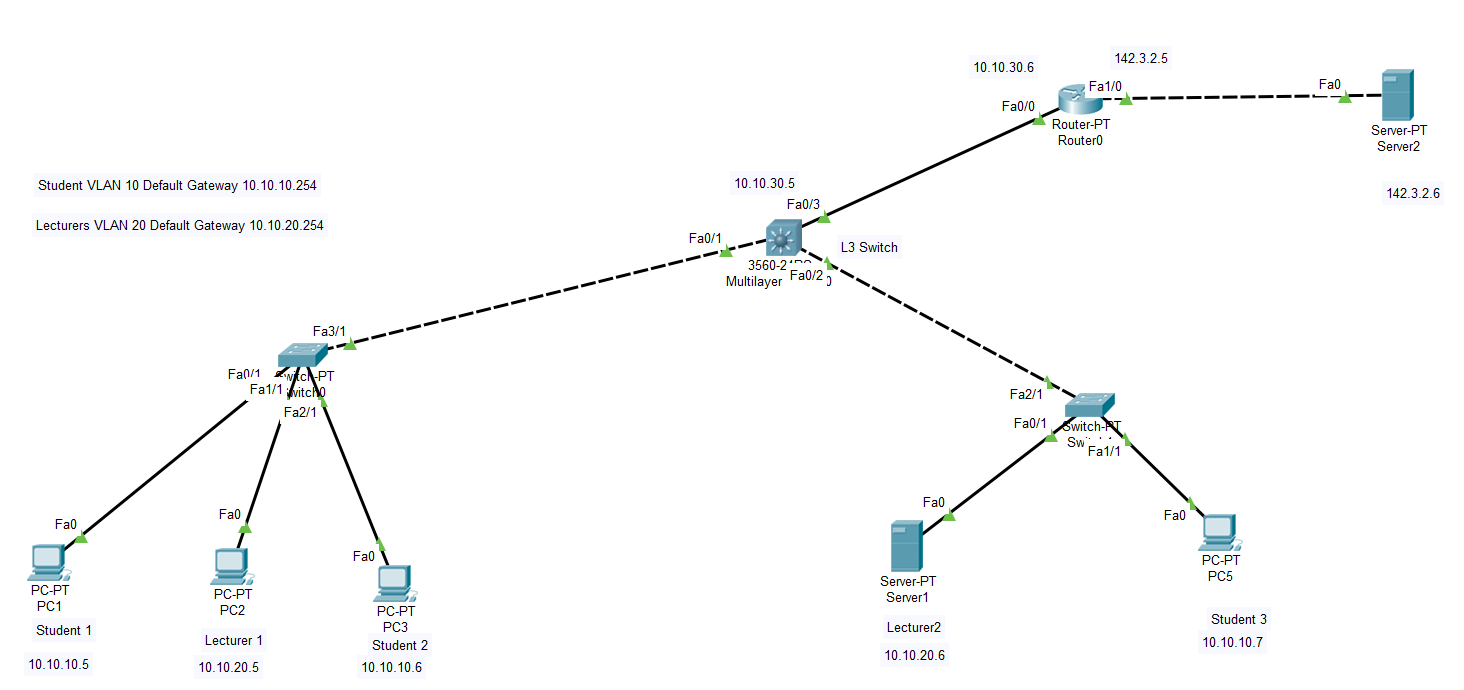 142.3.2.5
10.10.30.6
Fa1/0
Fa0
Fa0/0
Router-PT
Router0
Server-PT
Server2
142.3.2.6
Student VLAN 10 Default Gateway 10.10.10.254
Lecturers VLAN 20 Default Gateway 10.10.20.254
10.10.30.5
Fa0/3
Fa0/1
L3 Switch
Multilayer
Fa0/2
Fa3/1
Fa0/1
Fa1/1
Fa2/1
Fa2/1
Fa0/1
Switch-PT
Fa1/1
Fa0
PC-PT
PC1
Student 1
10.10.10.5
Fa0
PC-PT
PC2
Lecturer 1
10.10.20.5
Fa0
PC-PT
PC3
Student 2
10.10.10.6
Fa0
Server-PT
Server1
Lecturer2
10.10.20.6
Fa0
PC-PT
PC5
Student 3
10.10.10.7